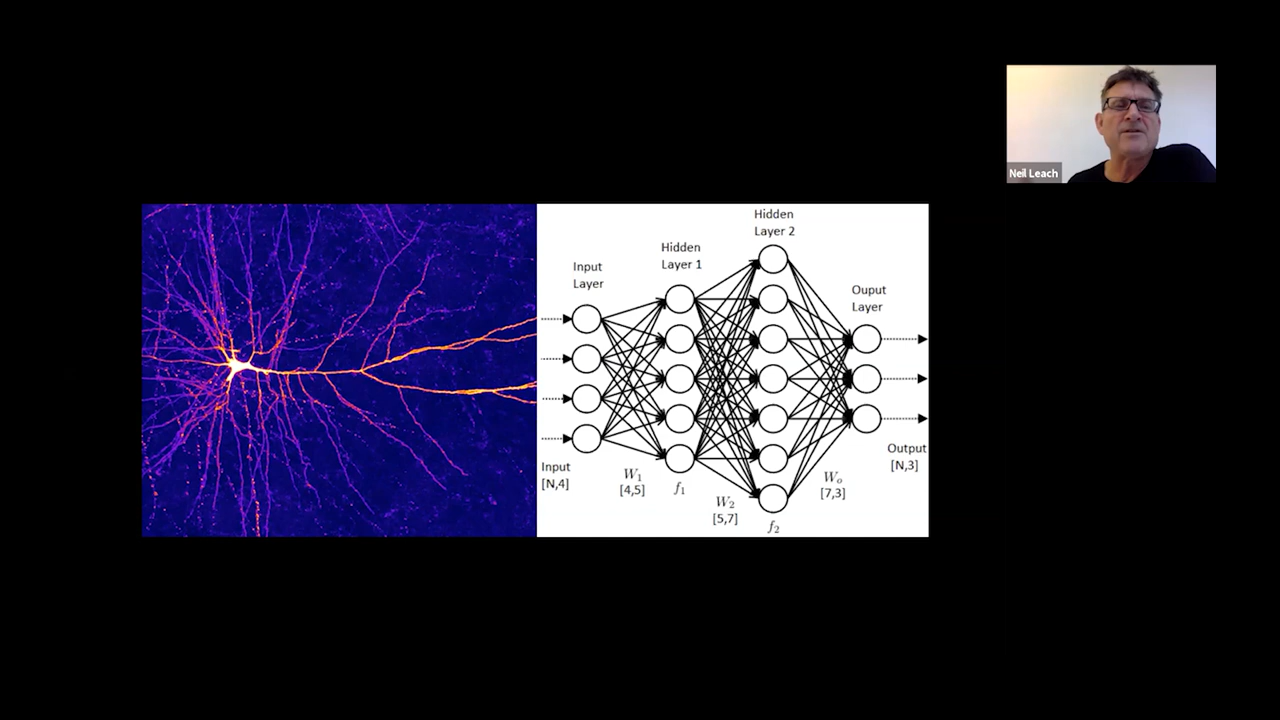 Neil Leach
Hidden
Layer 2
Hidden
Layer 1
Input
Layer
Ouput
Layer
Input
[N,4]
W1
[4,5]
f1
W2
[5,7]
f2
Wo
[7,3]
Output
[N,3]